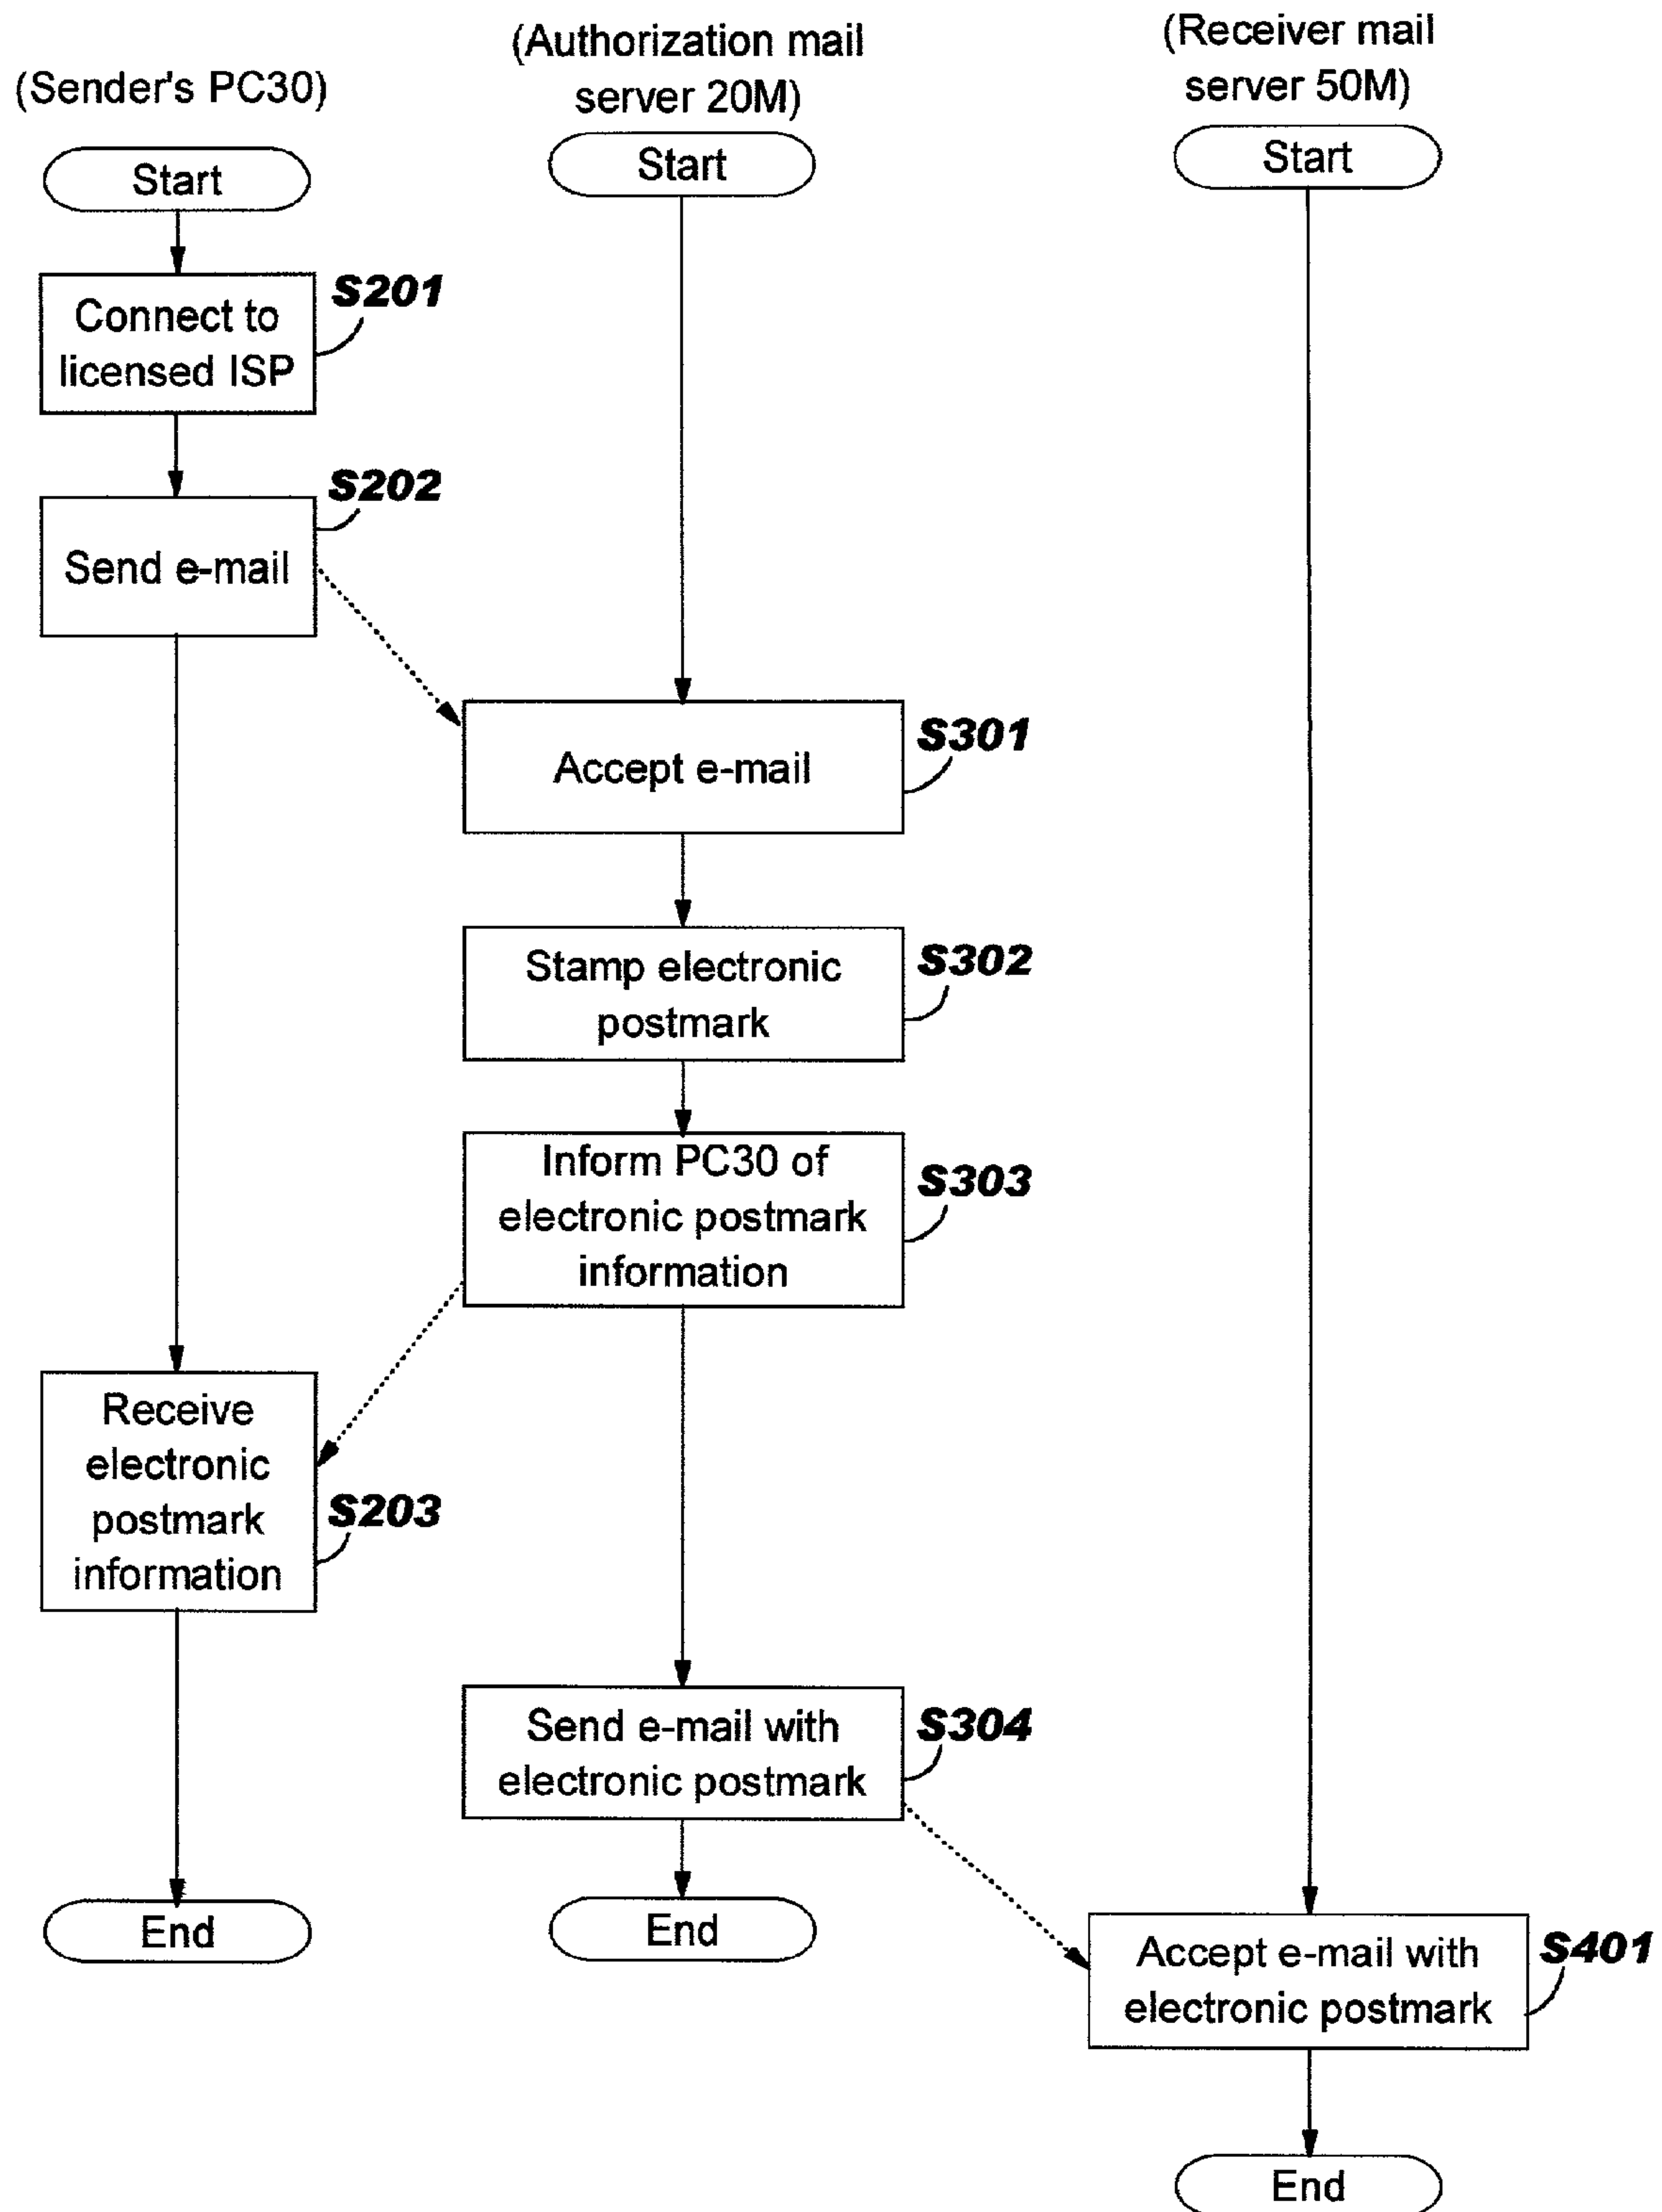 (Sender's PC30)
Start
Connect to
licensed ISP
S201
Send e-mail
S202
Receive
electronic
postmark
information
S203
End
(Authorization mail
server 20M)
Start
Accept e-mail
S301
Stamp electronic
postmark
S302
Inform PC30 of
electronic postmark
information
S303
Send e-mail with
electronic postmark
S304
End
(Receiver mail
server 50M)
Start
Accept e-mail with
electronic postmark
S401
End